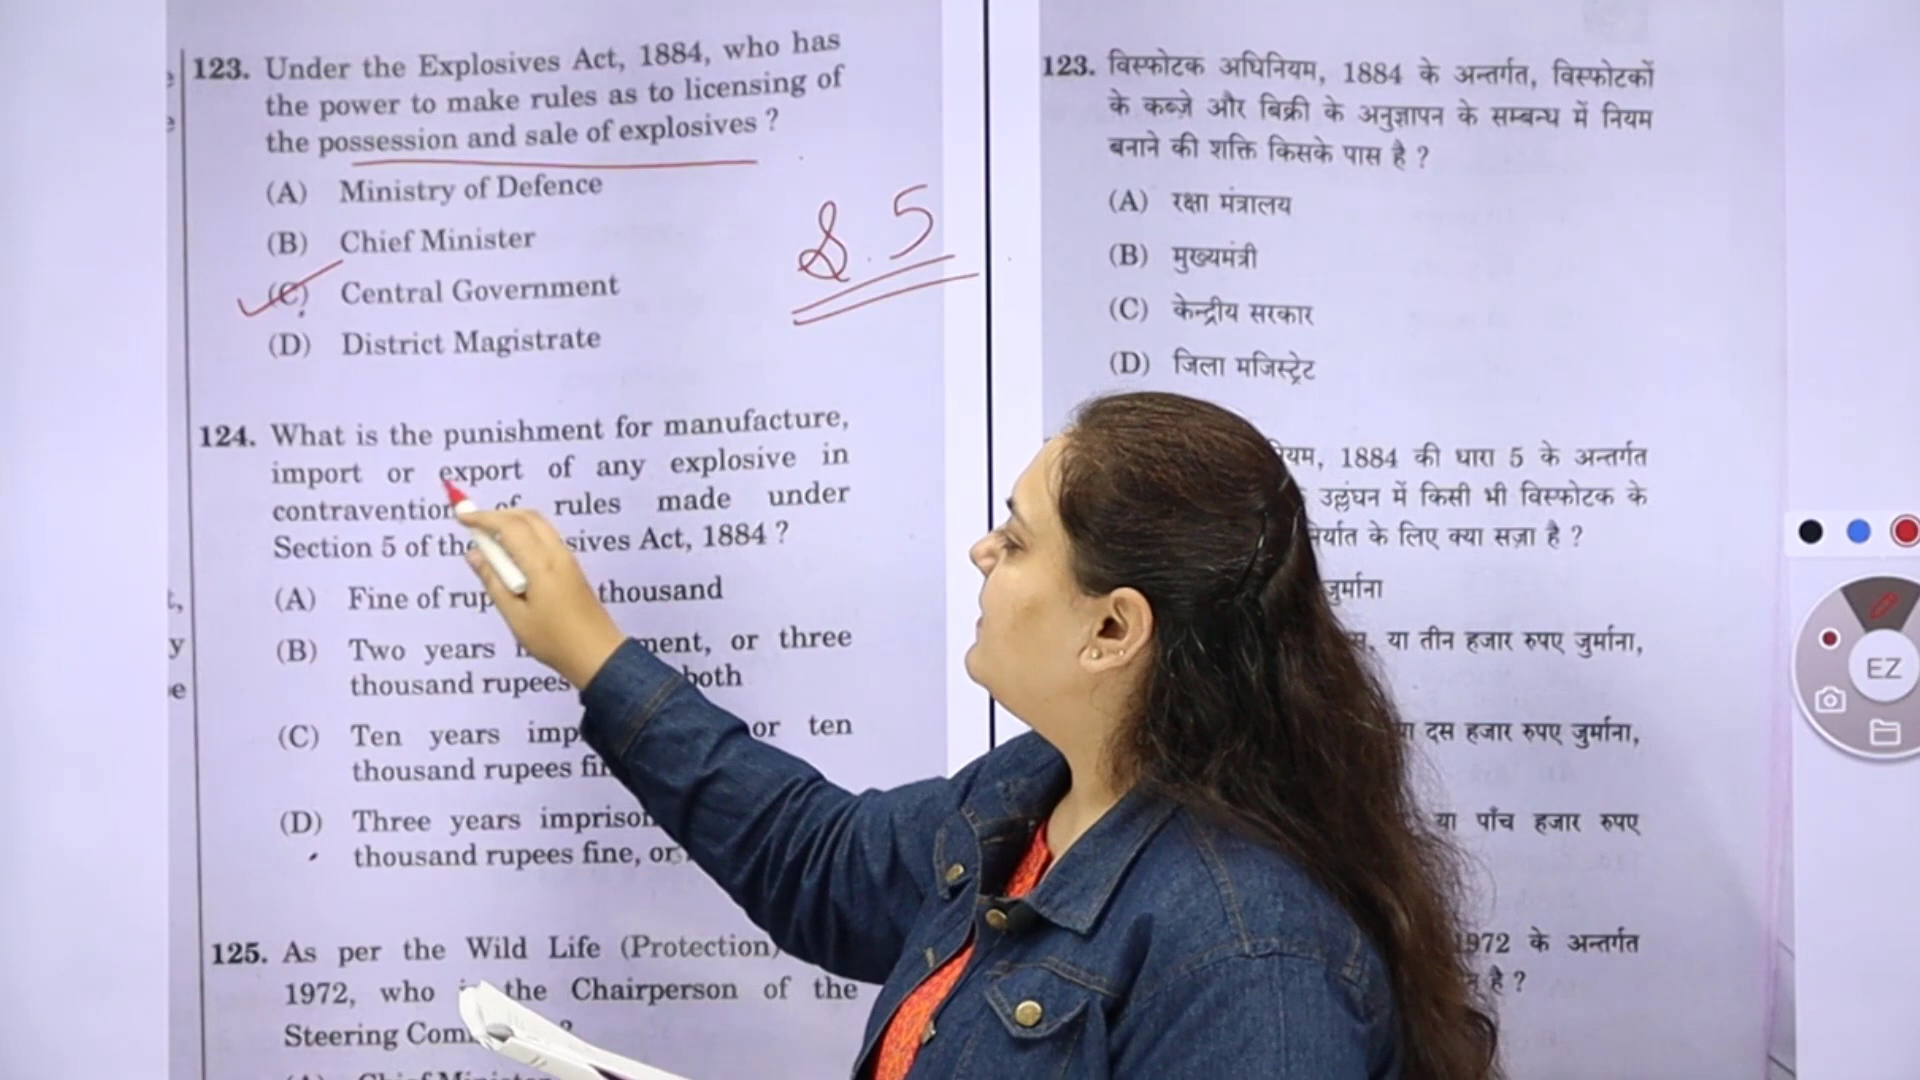 123. Under the Explosives Act, 1884, who has
the power to make rules as to licensing of
the possession and sale of explosives ?
(A) Ministry of Defence
(B) Chief Minister
(C) Central Government
(D) District Magistrate
S. 5
124. What is the punishment for manufacture,
import or export of any explosive in
contravention of rules made under
Section 5 of the sives Act, 1884 ?
(A) Fine of thousand
(B) Two years ment, or three
thousand rupees both
(C) Ten years or ten
thousand rupees
(D) Three years
thousand rupees fine, or
125. As per the Wild Life (Protection)
1972, who the Chairperson of the
Steering
(A) Chief Minister
123. विस्फोटक अधिनियम, 1884 के अन्तर्गत, विस्फोटकों
के कब्ज़े और बिक्री के अनुज्ञापन के सम्बन्ध में नियम
बनाने की शक्ति किसके पास है ?
(A) रक्षा मंत्रालय
(B) मुख्यमंत्री
(C) केन्द्रीय सरकार
(D) जिला मजिस्ट्रेट
1884 की धारा 5 के अन्तर्गत
उल्लंघन में किसी भी विस्फोटक के
के लिए क्या सज़ा है ?
जुर्माना
या तीन हजार रुपए जुर्माना,
दस हजार रुपए जुर्माना,
या पाँच हजार रुपए
1972 के अन्तर्गत
है ?
EZ